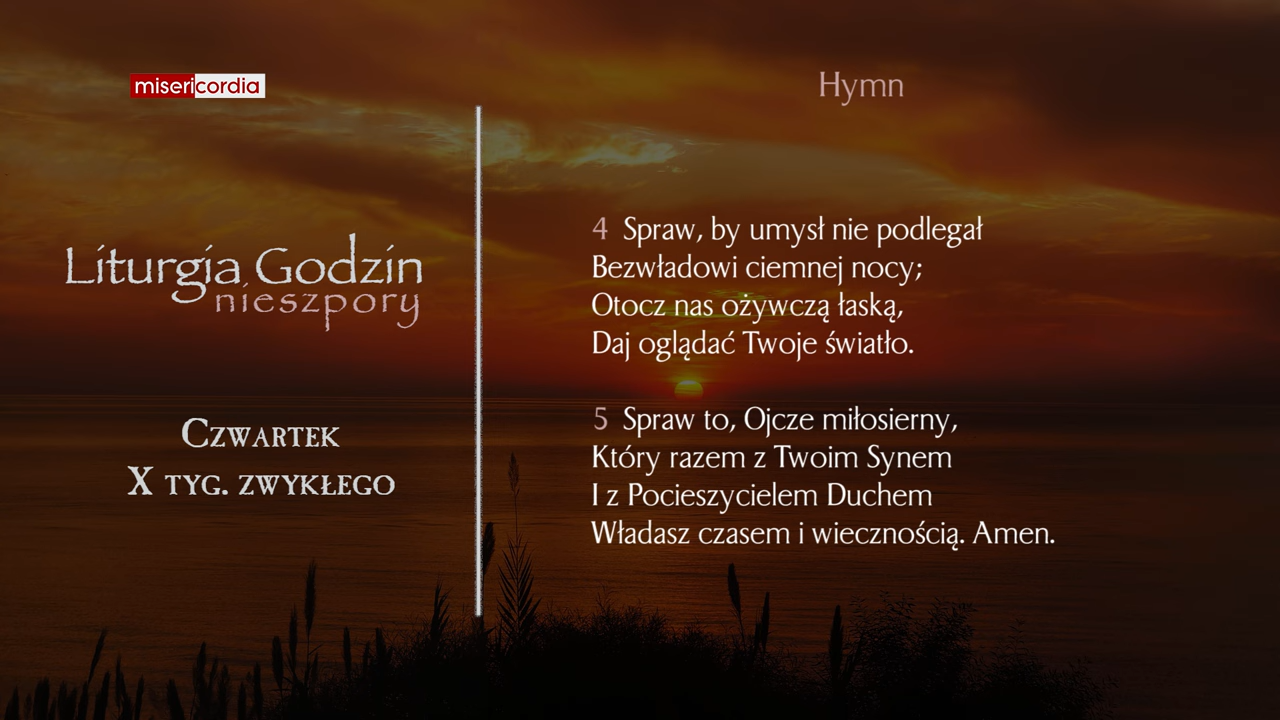 misericordia
Liturgia Godzin
nieszpory
Czwartek
X tyg. zwykłego
Hymn
4 Spraw, by umysł nie podlegał
Bezwładowi ciemnej nocy;
Otocz nas ożywczą łaską,
Daj oglądać Twoje światło.
5 Spraw to, Ojcze miłosierny,
Który razem z Twoim Synem
I z Pocieszycielem Duchem
Władasz czasem i wiecznością. Amen.